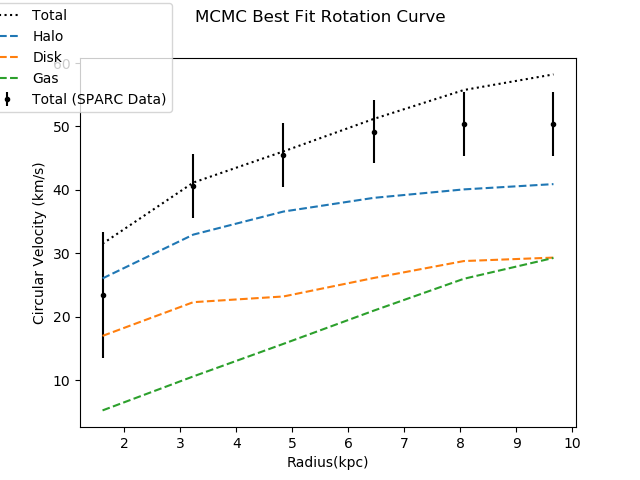 MCMC Best Fit Rotation Curve
Total
Halo
Disk
Gas
Total (SPARC Data)
60
50
40
30
20
10
Circular Velocity (km/s)
2 3 4 5 6 7 8 9 10
Radius(kpc)